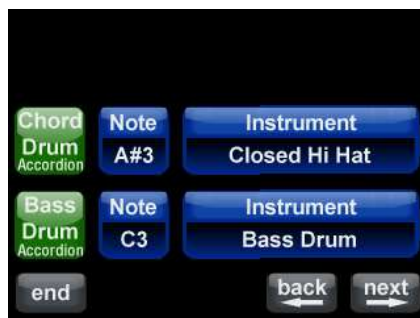 Chord Note Instrument
Drum A#3 Closed Hi Hat
Accordion
Bass Note Instrument
Drum C3 Bass Drum
Accordion
end back next